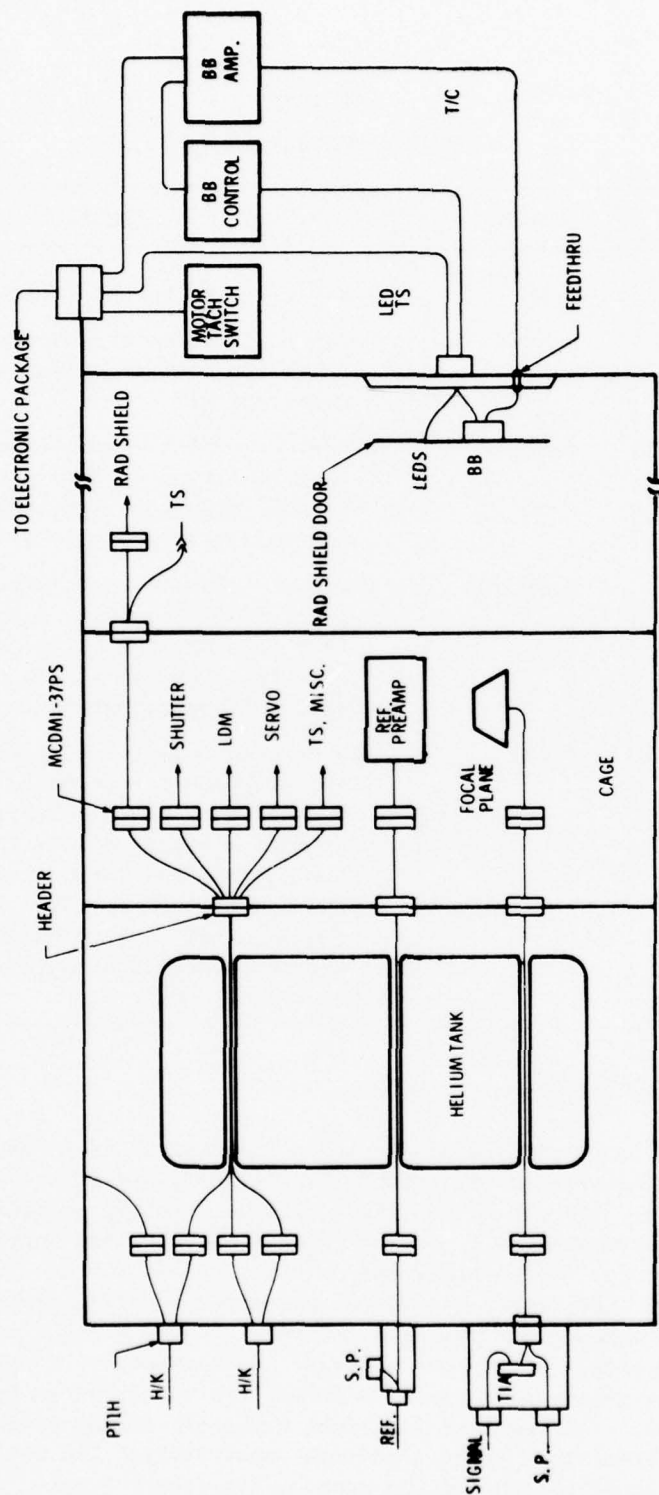 TO ELECTRONIC PACKAGE
BB
AMP.
BB
CONTROL
MOTOR
TACH
SWITCH
T/C
LED
TS
FEEDTHRU
RAD SHIELD
TS
RAD SHIELD DOOR
LEDS
BB
MCDM1-37PS
SHUTTER
LDM
SERVO
TS, MISC.
REF.
PREAMP
FOCAL
PLANE
CAGE
HEADER
HELIUM TANK
PT1H
H/K
H/K
S.P.
REF.
TIA
SIGNAL
S.P.